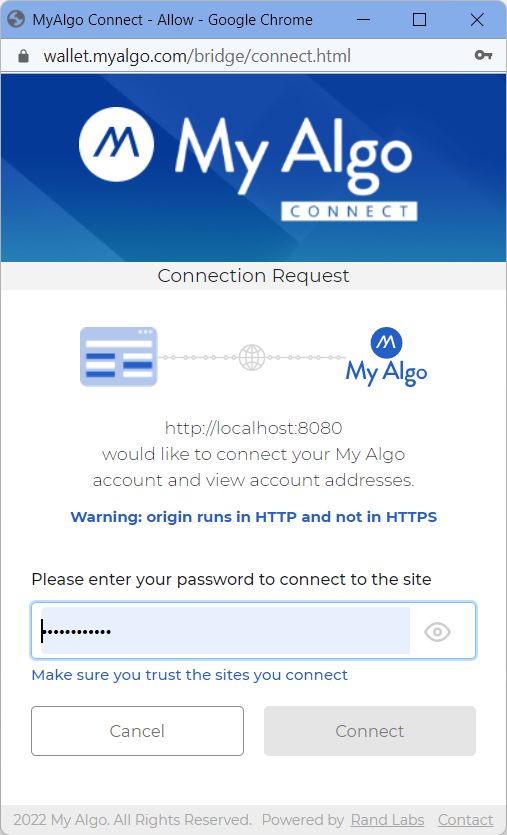 MyAlgo Connect - Allow - Google Chrome
wallet.myalgo.com/bridge/connect.html
My Algo
CONNECT
Connection Request
My Algo
http://localhost:8080
would like to connect your My Algo
account and view account addresses.
Warning: origin runs in HTTP and not in HTTPS
Please enter your password to connect to the site
••••••••••••
Make sure you trust the sites you connect
Cancel
Connect
2022 My Algo. All Rights Reserved. Powered by Rand Labs Contact